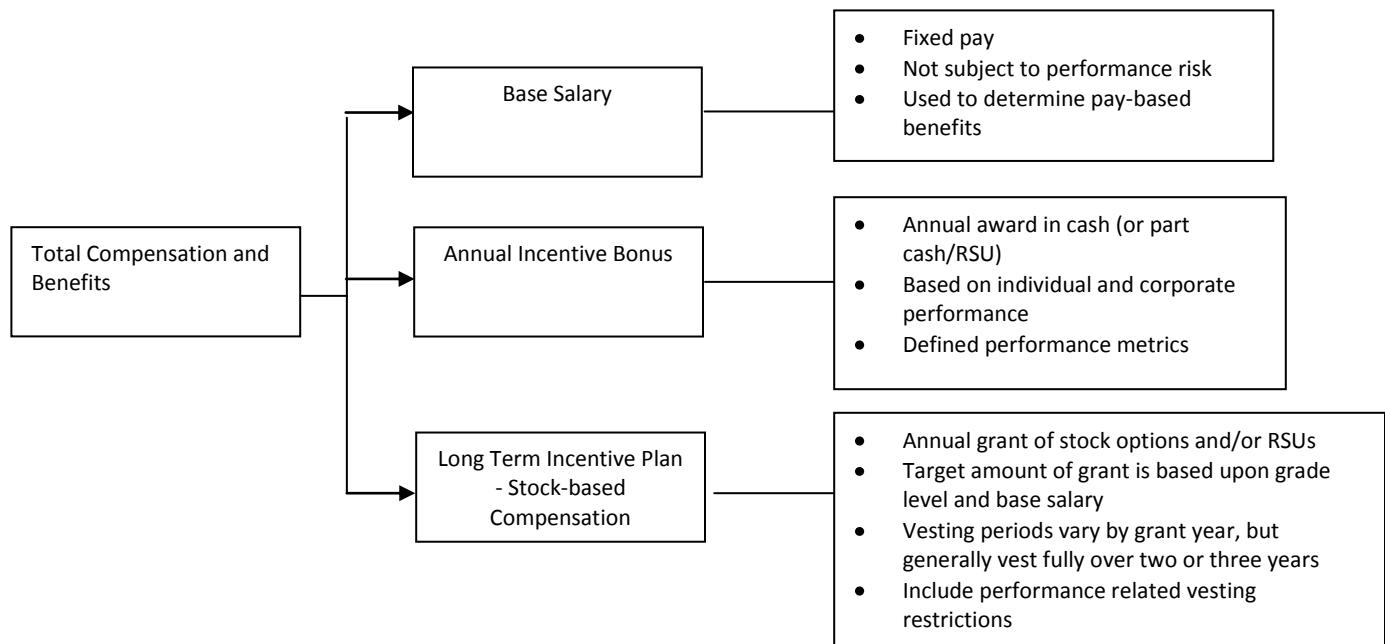 Total Compensation and
Benefits
Base Salary
• Fixed pay
• Not subject to performance risk
• Used to determine pay-based
benefits
Annual Incentive Bonus
• Annual award in cash (or part
cash/RSU)
• Based on individual and corporate
performance
• Defined performance metrics
Long Term Incentive Plan
- Stock-based
Compensation
• Annual grant of stock options and/or RSUs
• Target amount of grant is based upon grade
level and base salary
• Vesting periods vary by grant year, but
generally vest fully over two or three years
• Include performance related vesting
restrictions